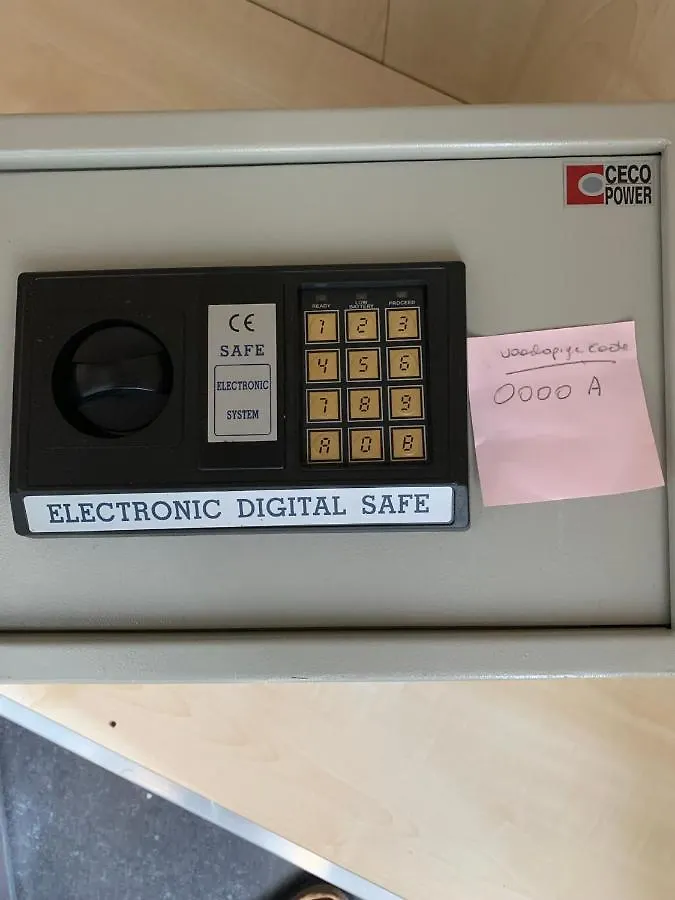 CECO
POWER
CE
SAFE
ELECTRONIC
SYSTEM
READY LOW BATTERY PROCEED
1 2 3
4 5 6
7 8 9
A 0 B
voorlopige code
0000 A
ELECTRONIC DIGITAL SAFE